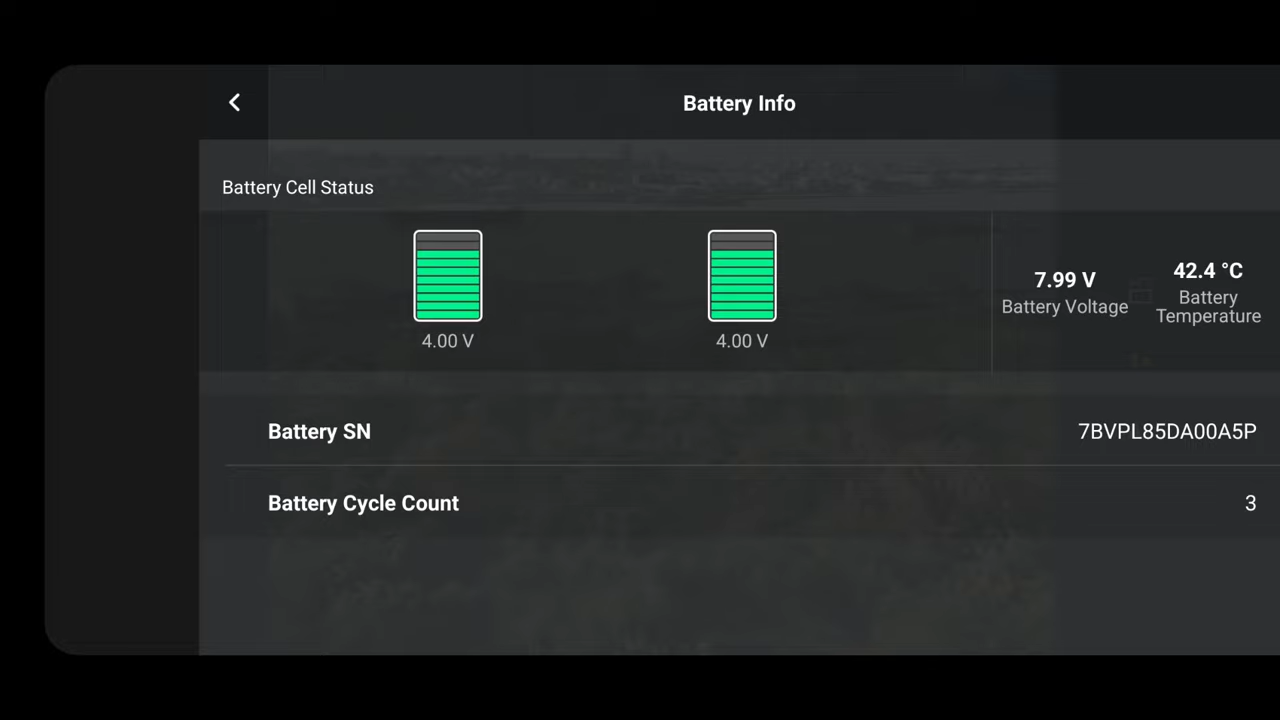 Battery Info
Battery Cell Status
4.00 V
4.00 V
7.99 V
Battery Voltage
42.4 °C
Battery
Temperature
Battery SN
7BVPL85DA00A5P
Battery Cycle Count
3